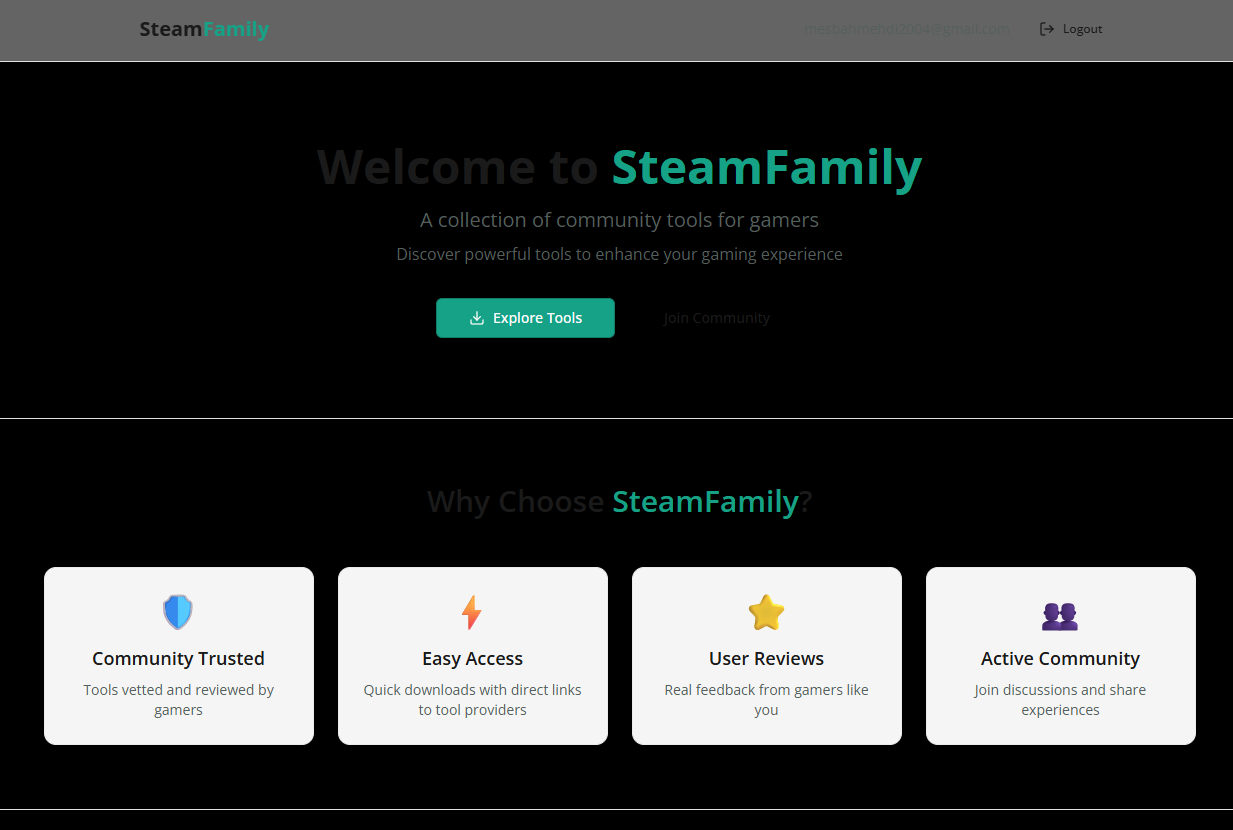 SteamFamily
mesbahmehdi2004@gmail.com
Logout
Welcome to SteamFamily
A collection of community tools for gamers
Discover powerful tools to enhance your gaming experience
Explore Tools
Join Community
Why Choose SteamFamily?
Community Trusted
Tools vetted and reviewed by
gamers
Easy Access
Quick downloads with direct links
to tool providers
User Reviews
Real feedback from gamers like
you
Active Community
Join discussions and share
experiences